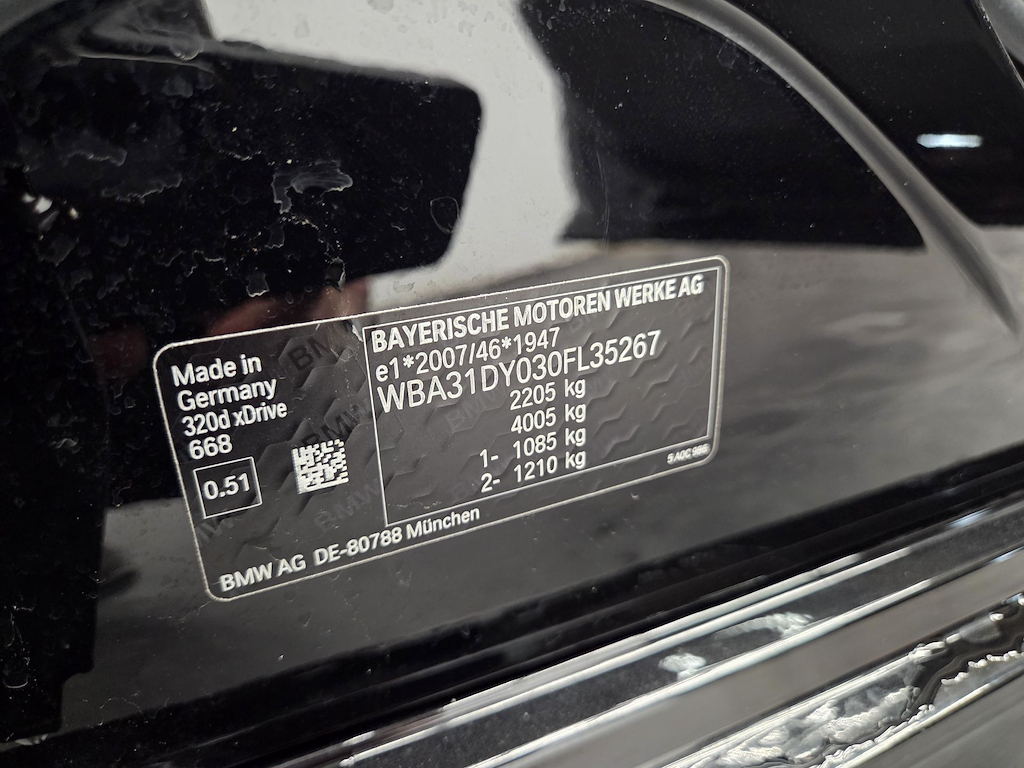 Made in
Germany
320d xDrive
668
0.51
BAYERISCHE MOTOREN WERKE AG
e1*2007/46*1947
WBA31DY030FL35267
2205 kg
4005 kg
1- 1085 kg
2- 1210 kg
BMW AG DE-80788 München